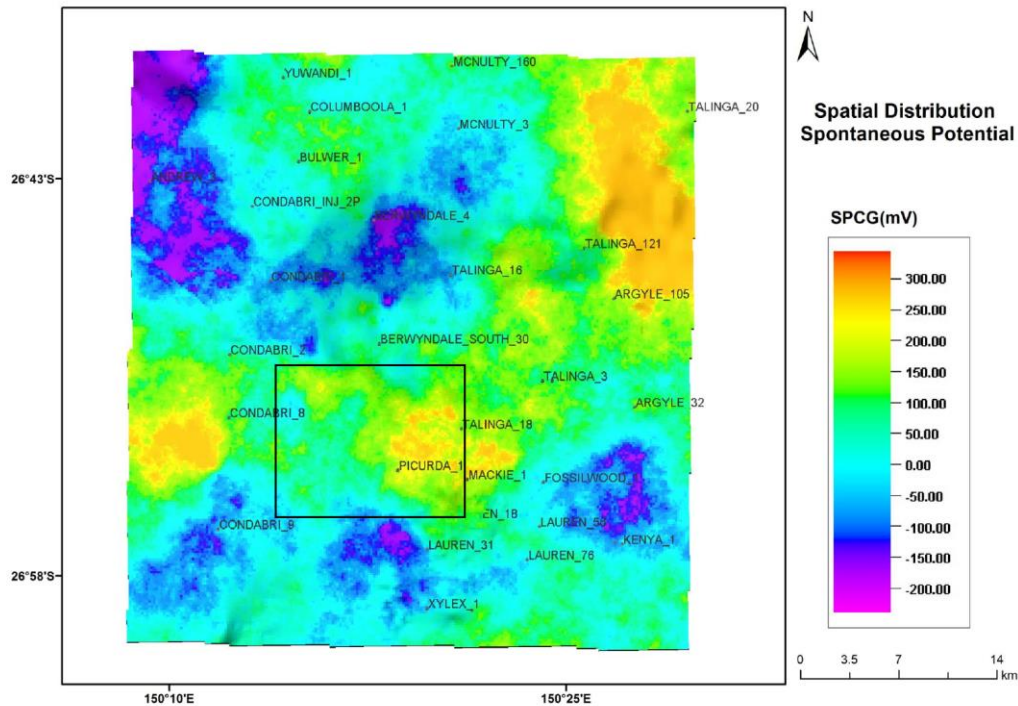 N
Spatial Distribution
Spontaneous Potential
SPCG(mV)
300.00
250.00
200.00
150.00
100.00
50.00
0.00
-50.00
-100.00
-150.00
-200.00
0 3.5 7 14
km
26°43'S
26°58'S
150°10'E
150°25'E
MCNULTY_160
YUWANDI_1
COLUMBOOLA_1
TALINGA_20
MCNULTY_3
BULWER_1
CONDABRI_INJ_2P
TALINGA_121
TALINGA_16
ARGYLE_105
BERWYNDALE_SOUTH_30
CONDABRI_2
TALINGA_3
ARGYLE_32
CONDABRI_8
TALINGA_18
PICURDA_1
MACKIE_1
EN_18
CONDABRI_9
KENYA_1
LAUREN_31
LAUREN_76
XYLEX_1